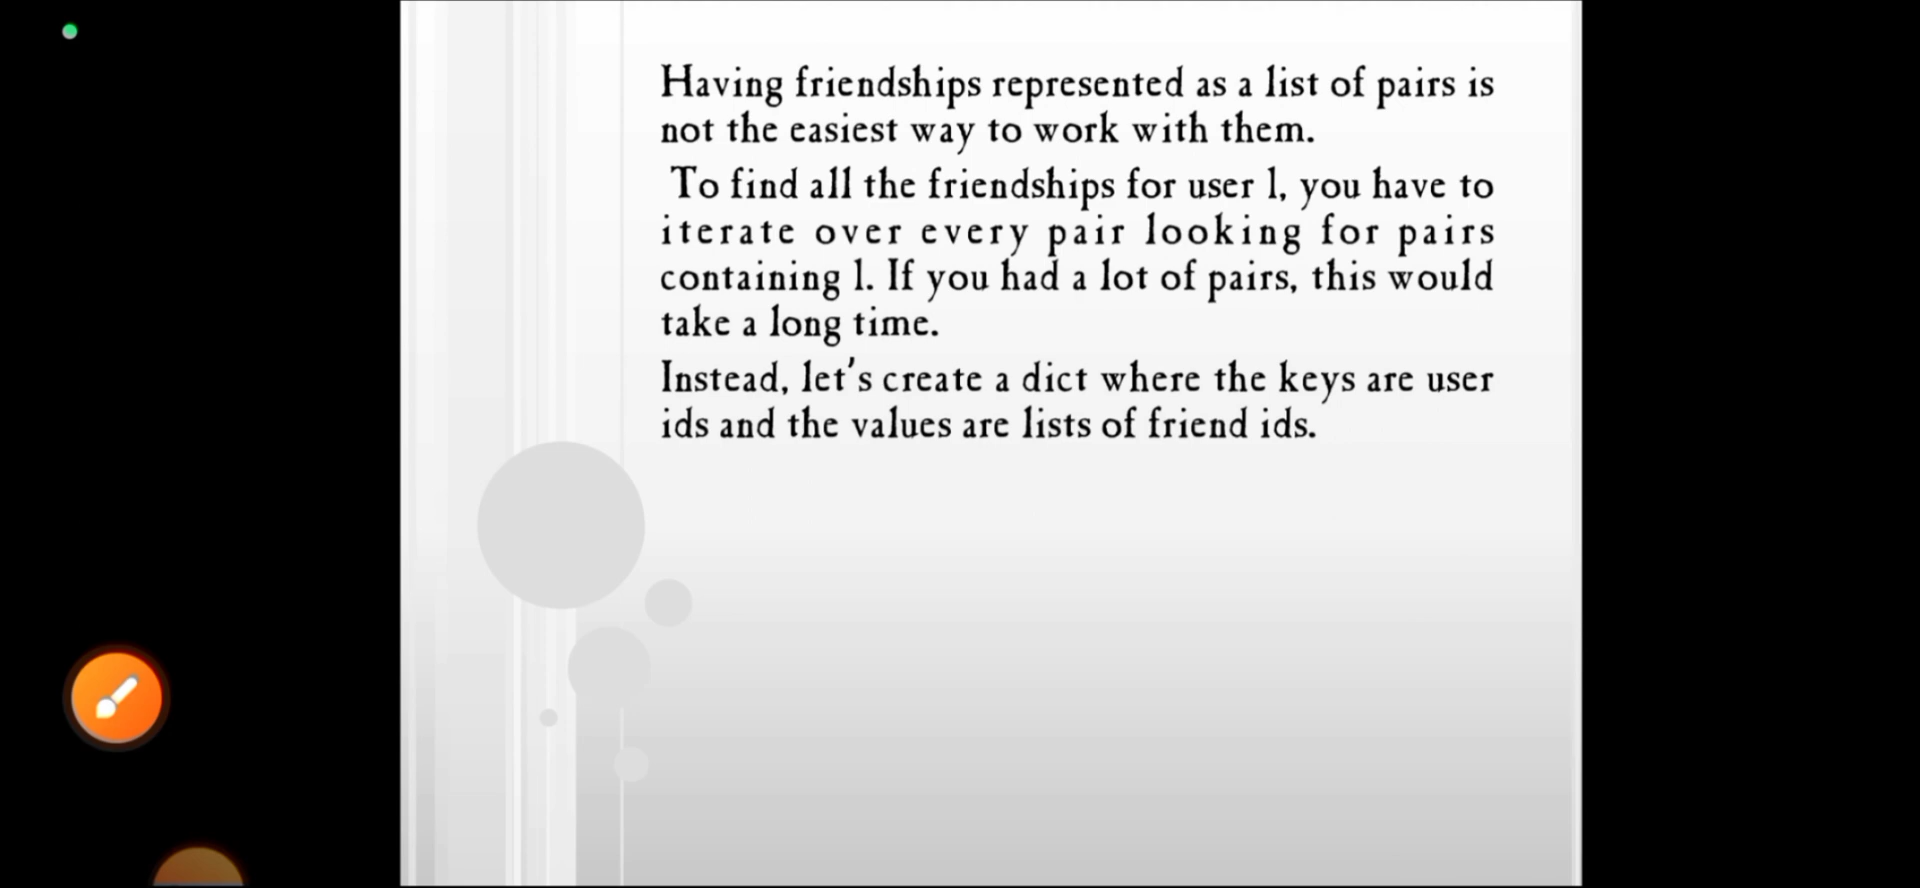 Having friendships represented as a list of pairs is
not the easiest way to work with them.
To find all the friendships for user 1, you have to
iterate over every pair looking for pairs
containing 1. If you had a lot of pairs, this would
take a long time.
Instead, let's create a dict where the keys are user
ids and the values are lists of friend ids.